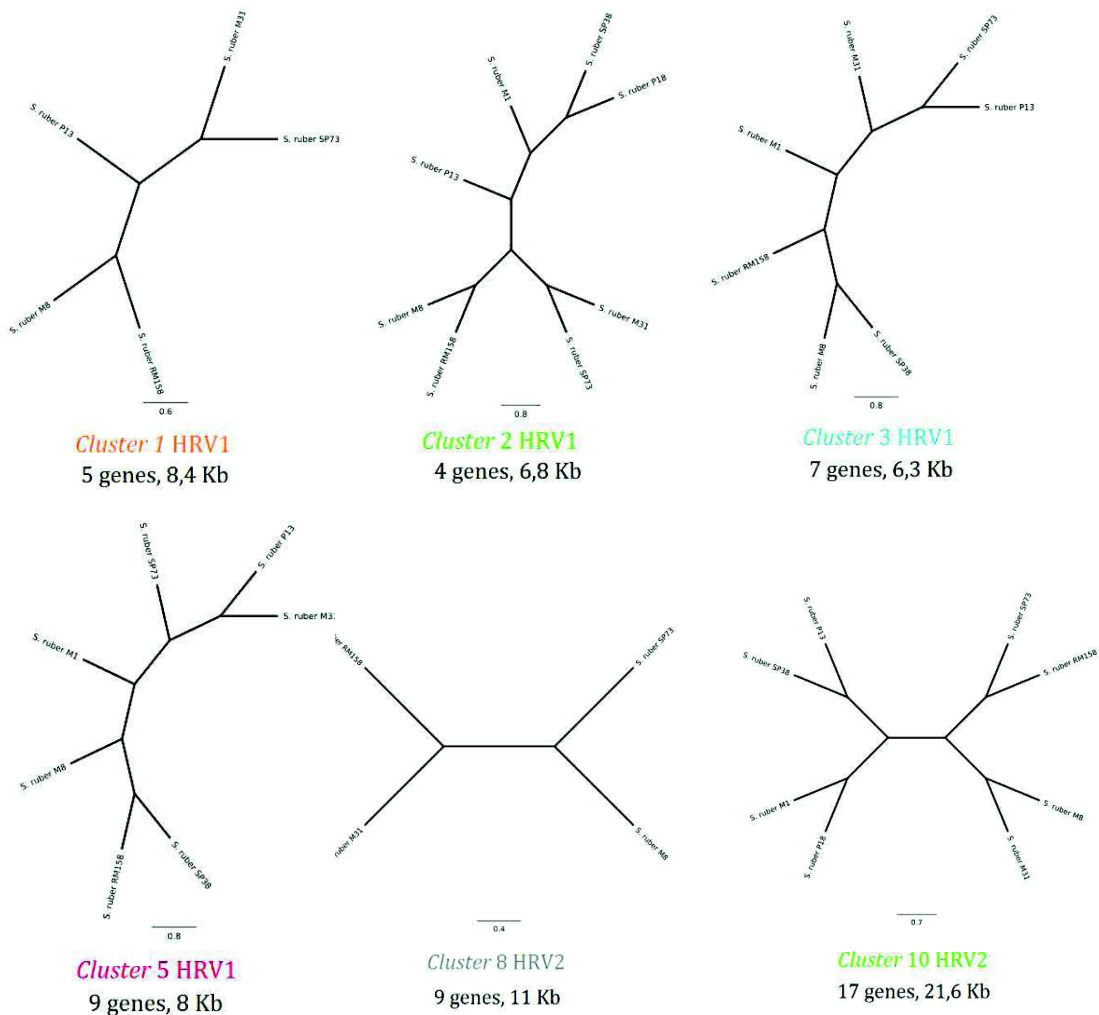 S. ruber M31
S. ruber P13
S. ruber SP73
S. ruber M8
S. ruber RM158
0.6
Cluster 1 HRV1
5 genes, 8,4 Kb
S. ruber SP38
S. ruber M1
S. ruber P18
S. ruber P13
S. ruber M8
S. ruber RM158
S. ruber M31
S. ruber SP73
0.8
Cluster 2 HRV1
4 genes, 6,8 Kb
S. ruber SP73
S. ruber M31
S. ruber P13
S. ruber M1
S. ruber RM158
S. ruber M8
S. ruber SP38
0.8
Cluster 3 HRV1
7 genes, 6,3 Kb
S. ruber SP73
S. ruber P13
S. ruber M3
S. ruber M1
S. ruber M8
S. ruber RM158
S. ruber SP38
0.8
Cluster 5 HRV1
9 genes, 8 Kb
ber RM158
S. ruber SP73
ruber M31
S. ruber M8
0.4
Cluster 8 HRV2
9 genes, 11 Kb
S. ruber P13
S. ruber SP73
S. ruber SP38
S. ruber RM158
S. ruber M1
S. ruber M8
S. ruber P18
S. ruber M31
0.7
Cluster 10 HRV2
17 genes, 21,6 Kb